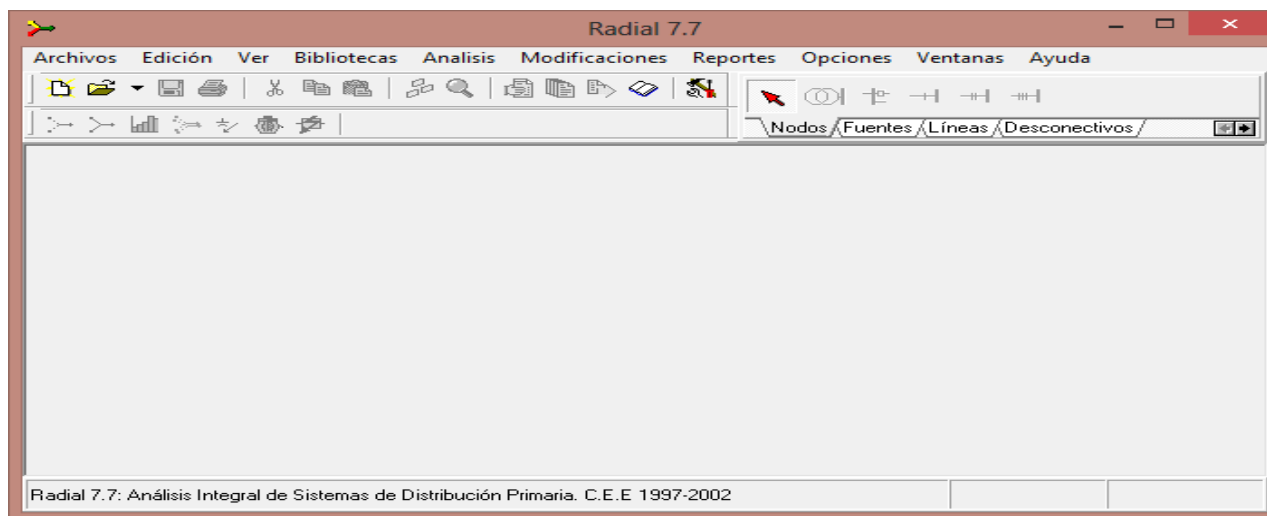 Radial 7.7
Archivos Edición Ver Bibliotecas Analisis Modificaciones Reportes Opciones Ventanas Ayuda
Nodos Fuentes Líneas Desconectivos
Radial 7.7: Análisis Integral de Sistemas de Distribución Primaria. C.E.E 1997-2002